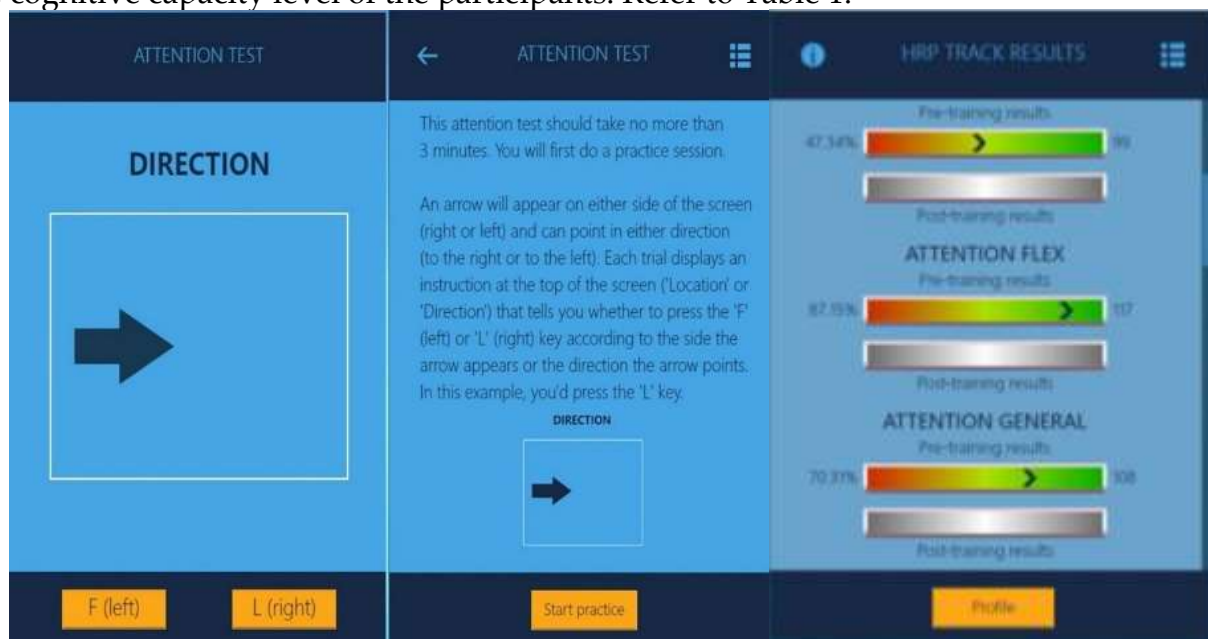 cognitive capacity level of the participants. Refer to Table 1.
ATTENTION TEST
DIRECTION
F (left)
L (right)
ATTENTION TEST
This attention test should take no more than
3 minutes. You will first do a practice session.
An arrow will appear on either side of the screen
(right or left) and can point in either direction
(to the right or to the left). Each trial displays an
instruction at the top of the screen ('Location' or
'Direction') that tells you whether to press the 'F'
(left) or 'L' (right) key according to the side the
arrow appears or the direction the arrow points.
In this example, you'd press the 'L' key.
DIRECTION
Start practice
HRP TRACK RESULTS
Pre-training results
47.34% 99
Post-training results
ATTENTION FLEX
Pre-training results
87.15% 117
Post-training results
ATTENTION GENERAL
Pre-training results
70.31% 108
Post-training results
Profile